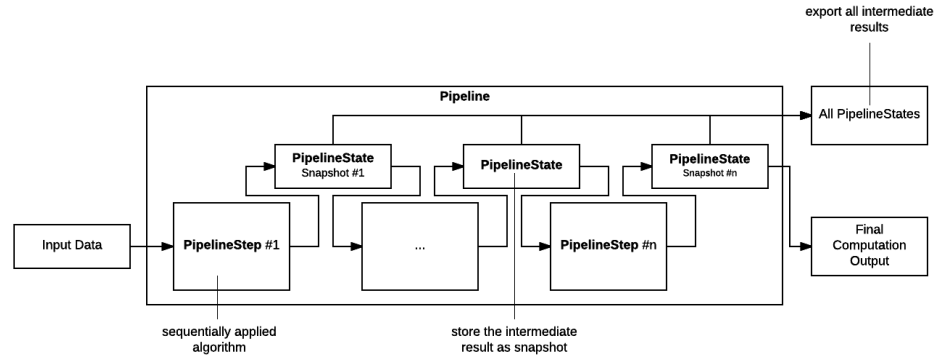 export all intermediate
results
Pipeline
All PipelineStates
PipelineState
Snapshot #1
PipelineState
PipelineState
Snapshot #n
Input Data
PipelineStep #1
...
PipelineStep #n
Final
Computation
Output
sequentially applied
algorithm
store the intermediate
result as snapshot